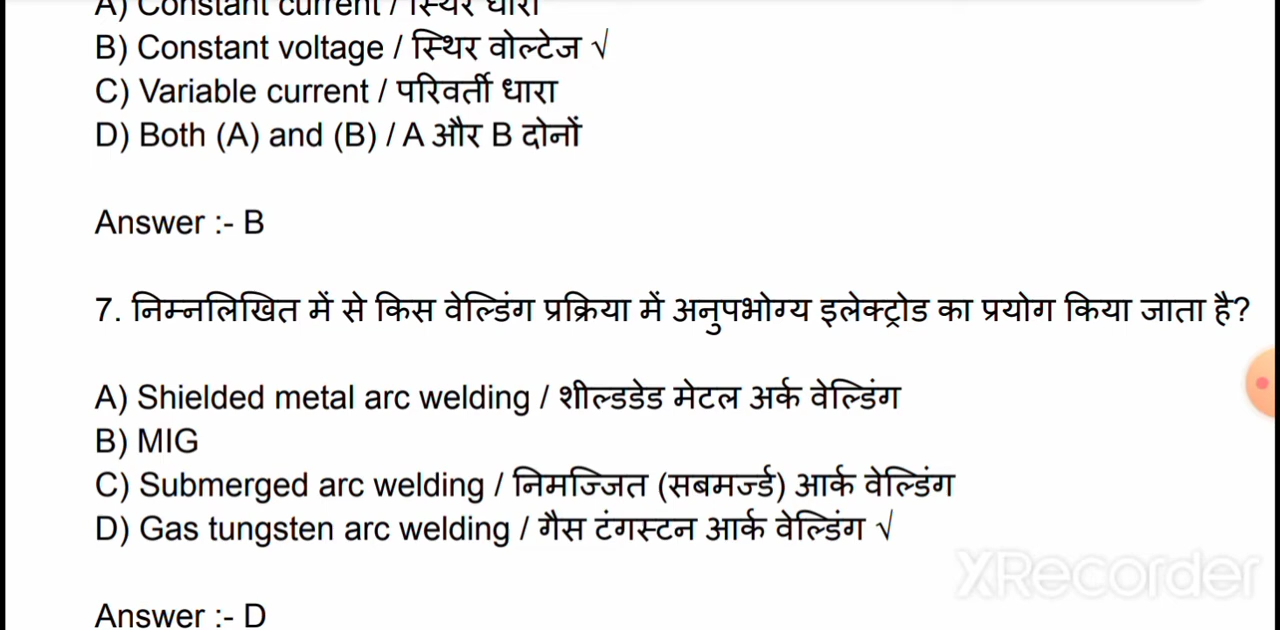 A) Constant current / स्थिर धारा
B) Constant voltage / स्थिर वोल्टेज √
C) Variable current / परिवर्ती धारा
D) Both (A) and (B) / A और B दोनों
Answer :- B
7. निम्नलिखित में से किस वेल्डिंग प्रक्रिया में अनुपभोग्य इलेक्ट्रोड का प्रयोग किया जाता है?
A) Shielded metal arc welding / शील्डडेड मेटल अर्क वेल्डिंग
B) MIG
C) Submerged arc welding / निमज्जित (सबमर्ज्ड) आर्क वेल्डिंग
D) Gas tungsten arc welding / गैस टंगस्टन आर्क वेल्डिंग √
XRecorder
Answer :- D